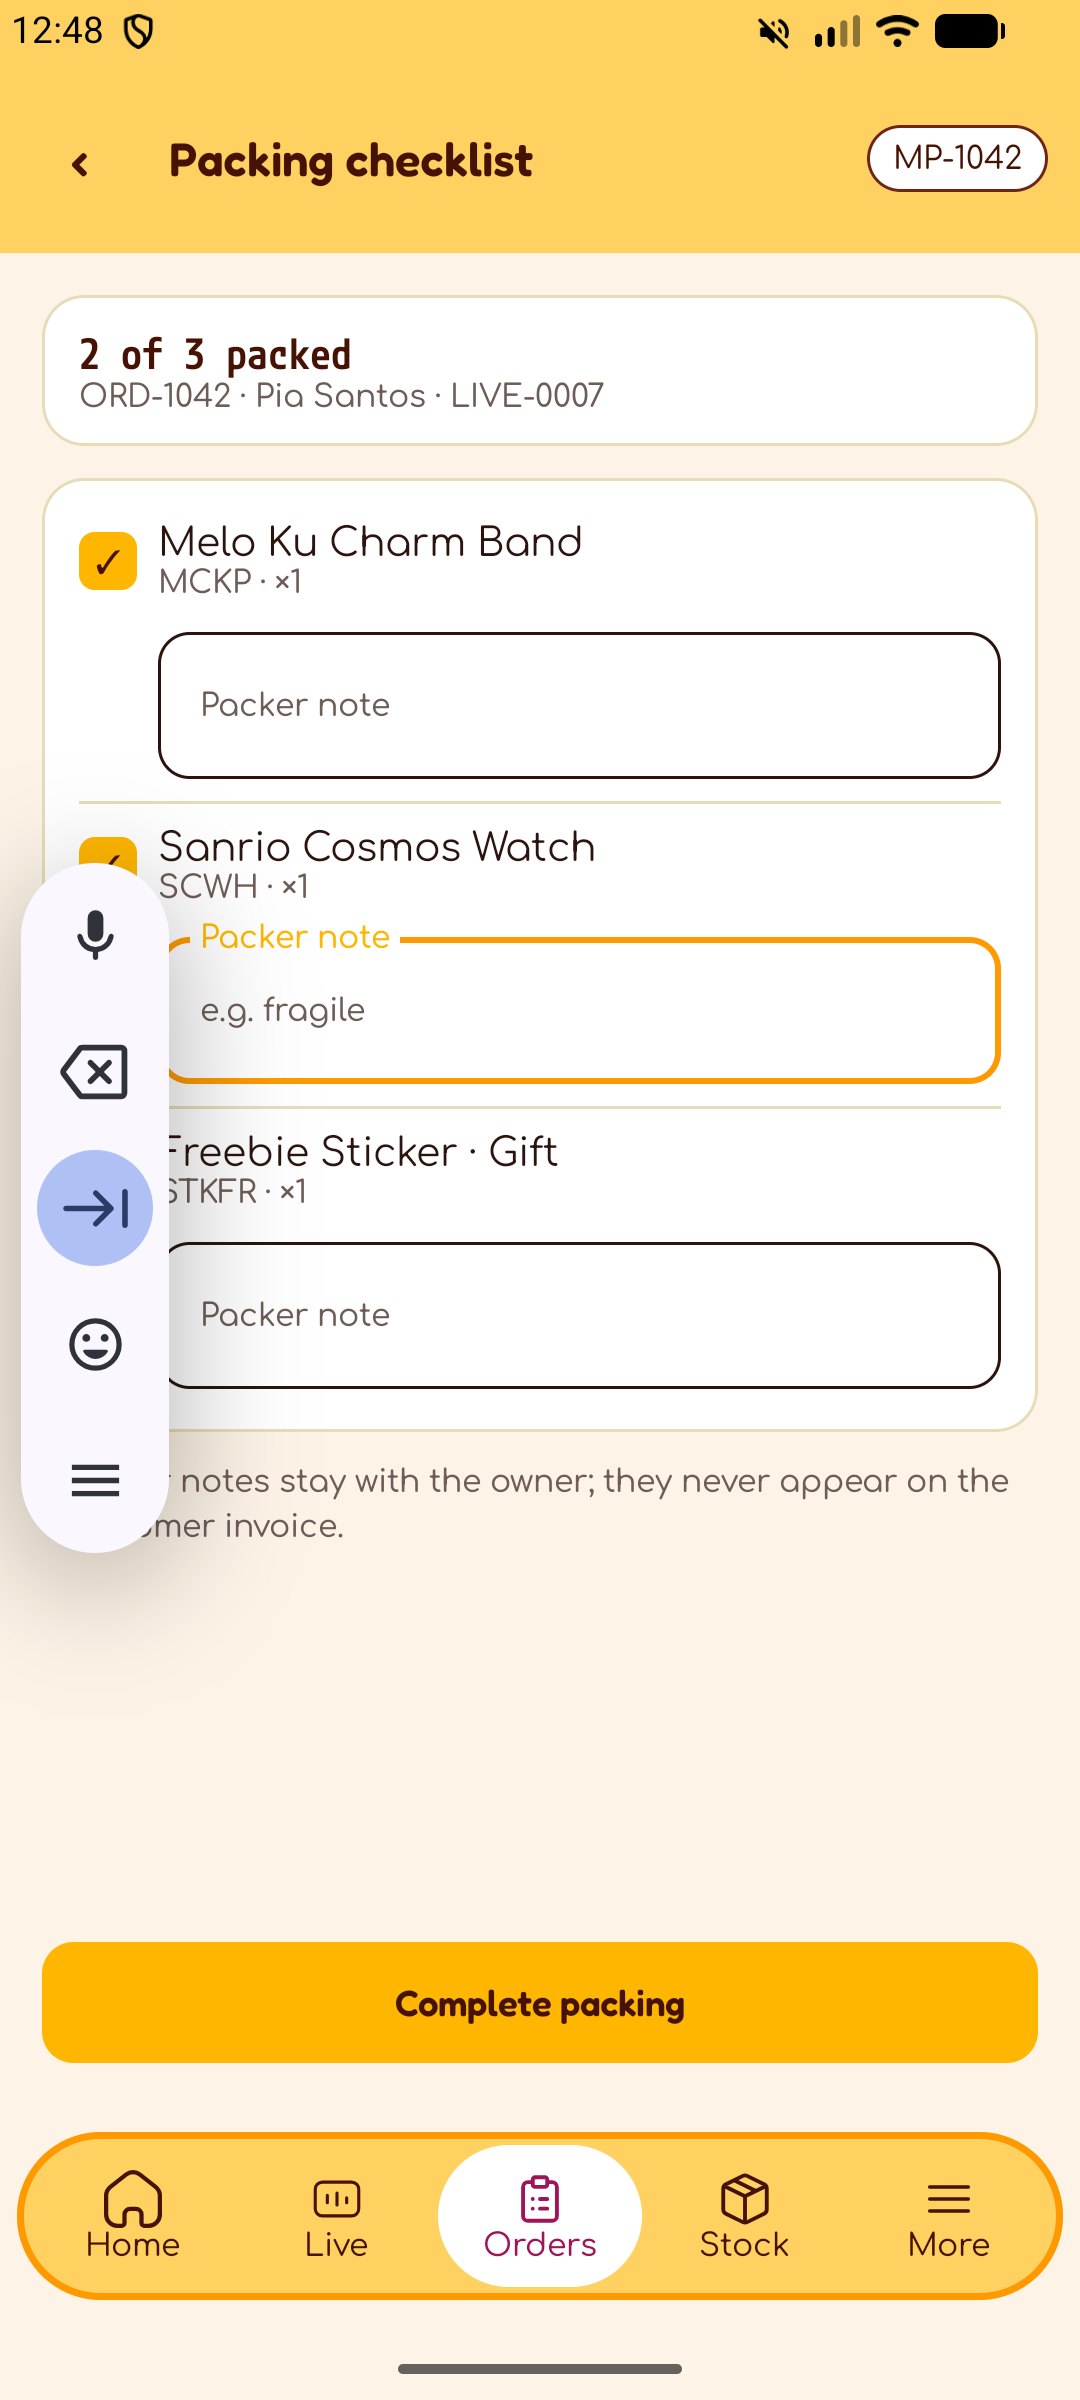 12:48
Packing checklist
MP-1042
2 of 3 packed
ORD-1042 · Pia Santos · LIVE-0007
Melo Ku Charm Band
MCKP · ×1
Packer note
Sanrio Cosmos Watch
SCWH · ×1
Packer note
e.g. fragile
Freebie Sticker · Gift
STKFR · ×1
Packer note
notes stay with the owner; they never appear on the
invoice.
Complete packing
Home
Live
Orders
Stock
More